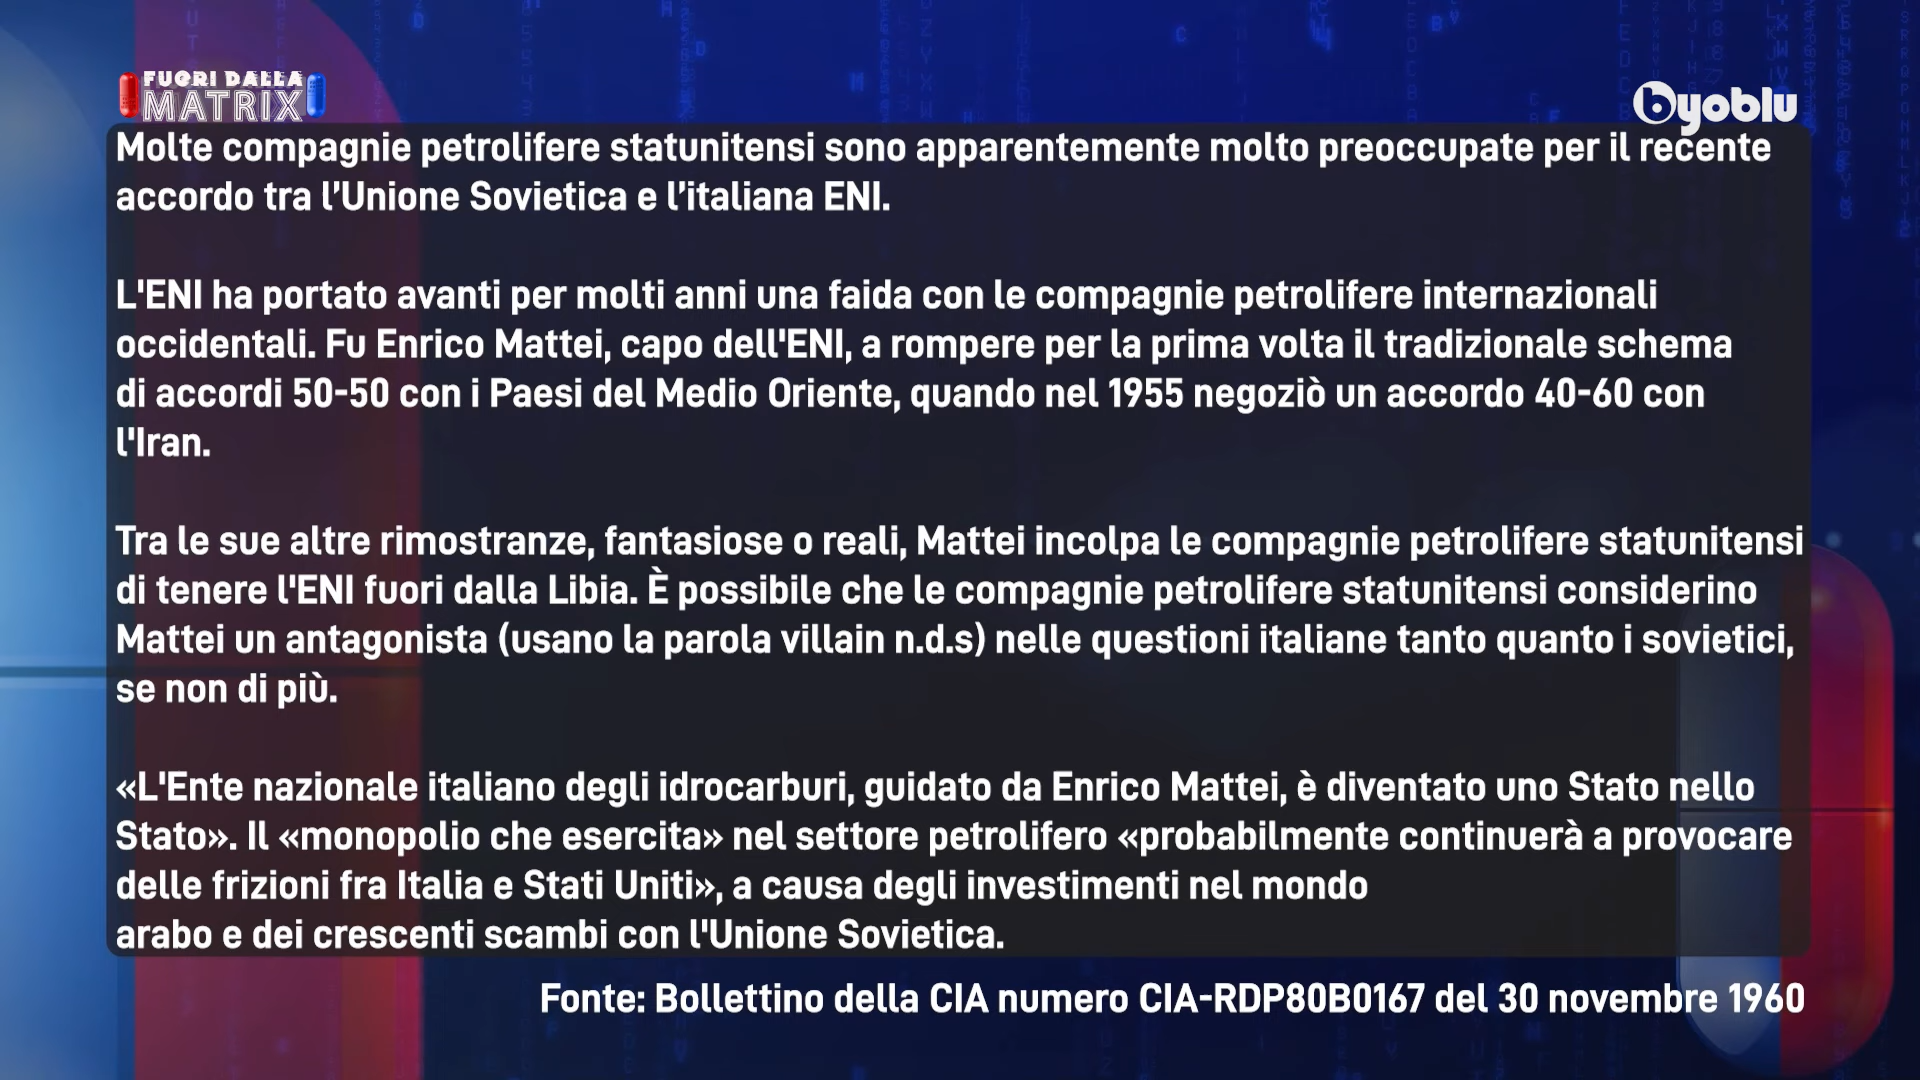 FUORI DALLA
MATRIX
byoblu
Molte compagnie petrolifere statunitensi sono apparentemente molto preoccupate per il recente
accordo tra l’Unione Sovietica e l’italiana ENI.
L'ENI ha portato avanti per molti anni una faida con le compagnie petrolifere internazionali
occidentali. Fu Enrico Mattei, capo dell'ENI, a rompere per la prima volta il tradizionale schema
di accordi 50-50 con i Paesi del Medio Oriente, quando nel 1955 negoziò un accordo 40-60 con
l'Iran.
Tra le sue altre rimostranze, fantasiose o reali, Mattei incolpa le compagnie petrolifere statunitensi
di tenere l'ENI fuori dalla Libia. È possibile che le compagnie petrolifere statunitensi considerino
Mattei un antagonista (usano la parola villain n.d.s) nelle questioni italiane tanto quanto i sovietici,
se non di più.
«L'Ente nazionale italiano degli idrocarburi, guidato da Enrico Mattei, è diventato uno Stato nello
Stato». Il «monopolio che esercita» nel settore petrolifero «probabilmente continuerà a provocare
delle frizioni fra Italia e Stati Uniti», a causa degli investimenti nel mondo
arabo e dei crescenti scambi con l'Unione Sovietica.
Fonte: Bollettino della CIA numero CIA-RDP80B0167 del 30 novembre 1960